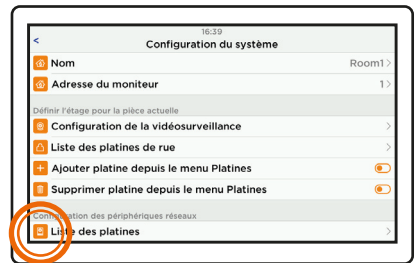 16:39
<
Configuration du système
Nom
Room1 >
Adresse du moniteur
1 >
Définir l'étage pour la pièce actuelle
Configuration de la vidéosurveillance >
Liste des platines de rue >
Ajouter platine depuis le menu Platines
Supprimer platine depuis le menu Platines
Configuration des périphériques réseaux
Liste des platines >